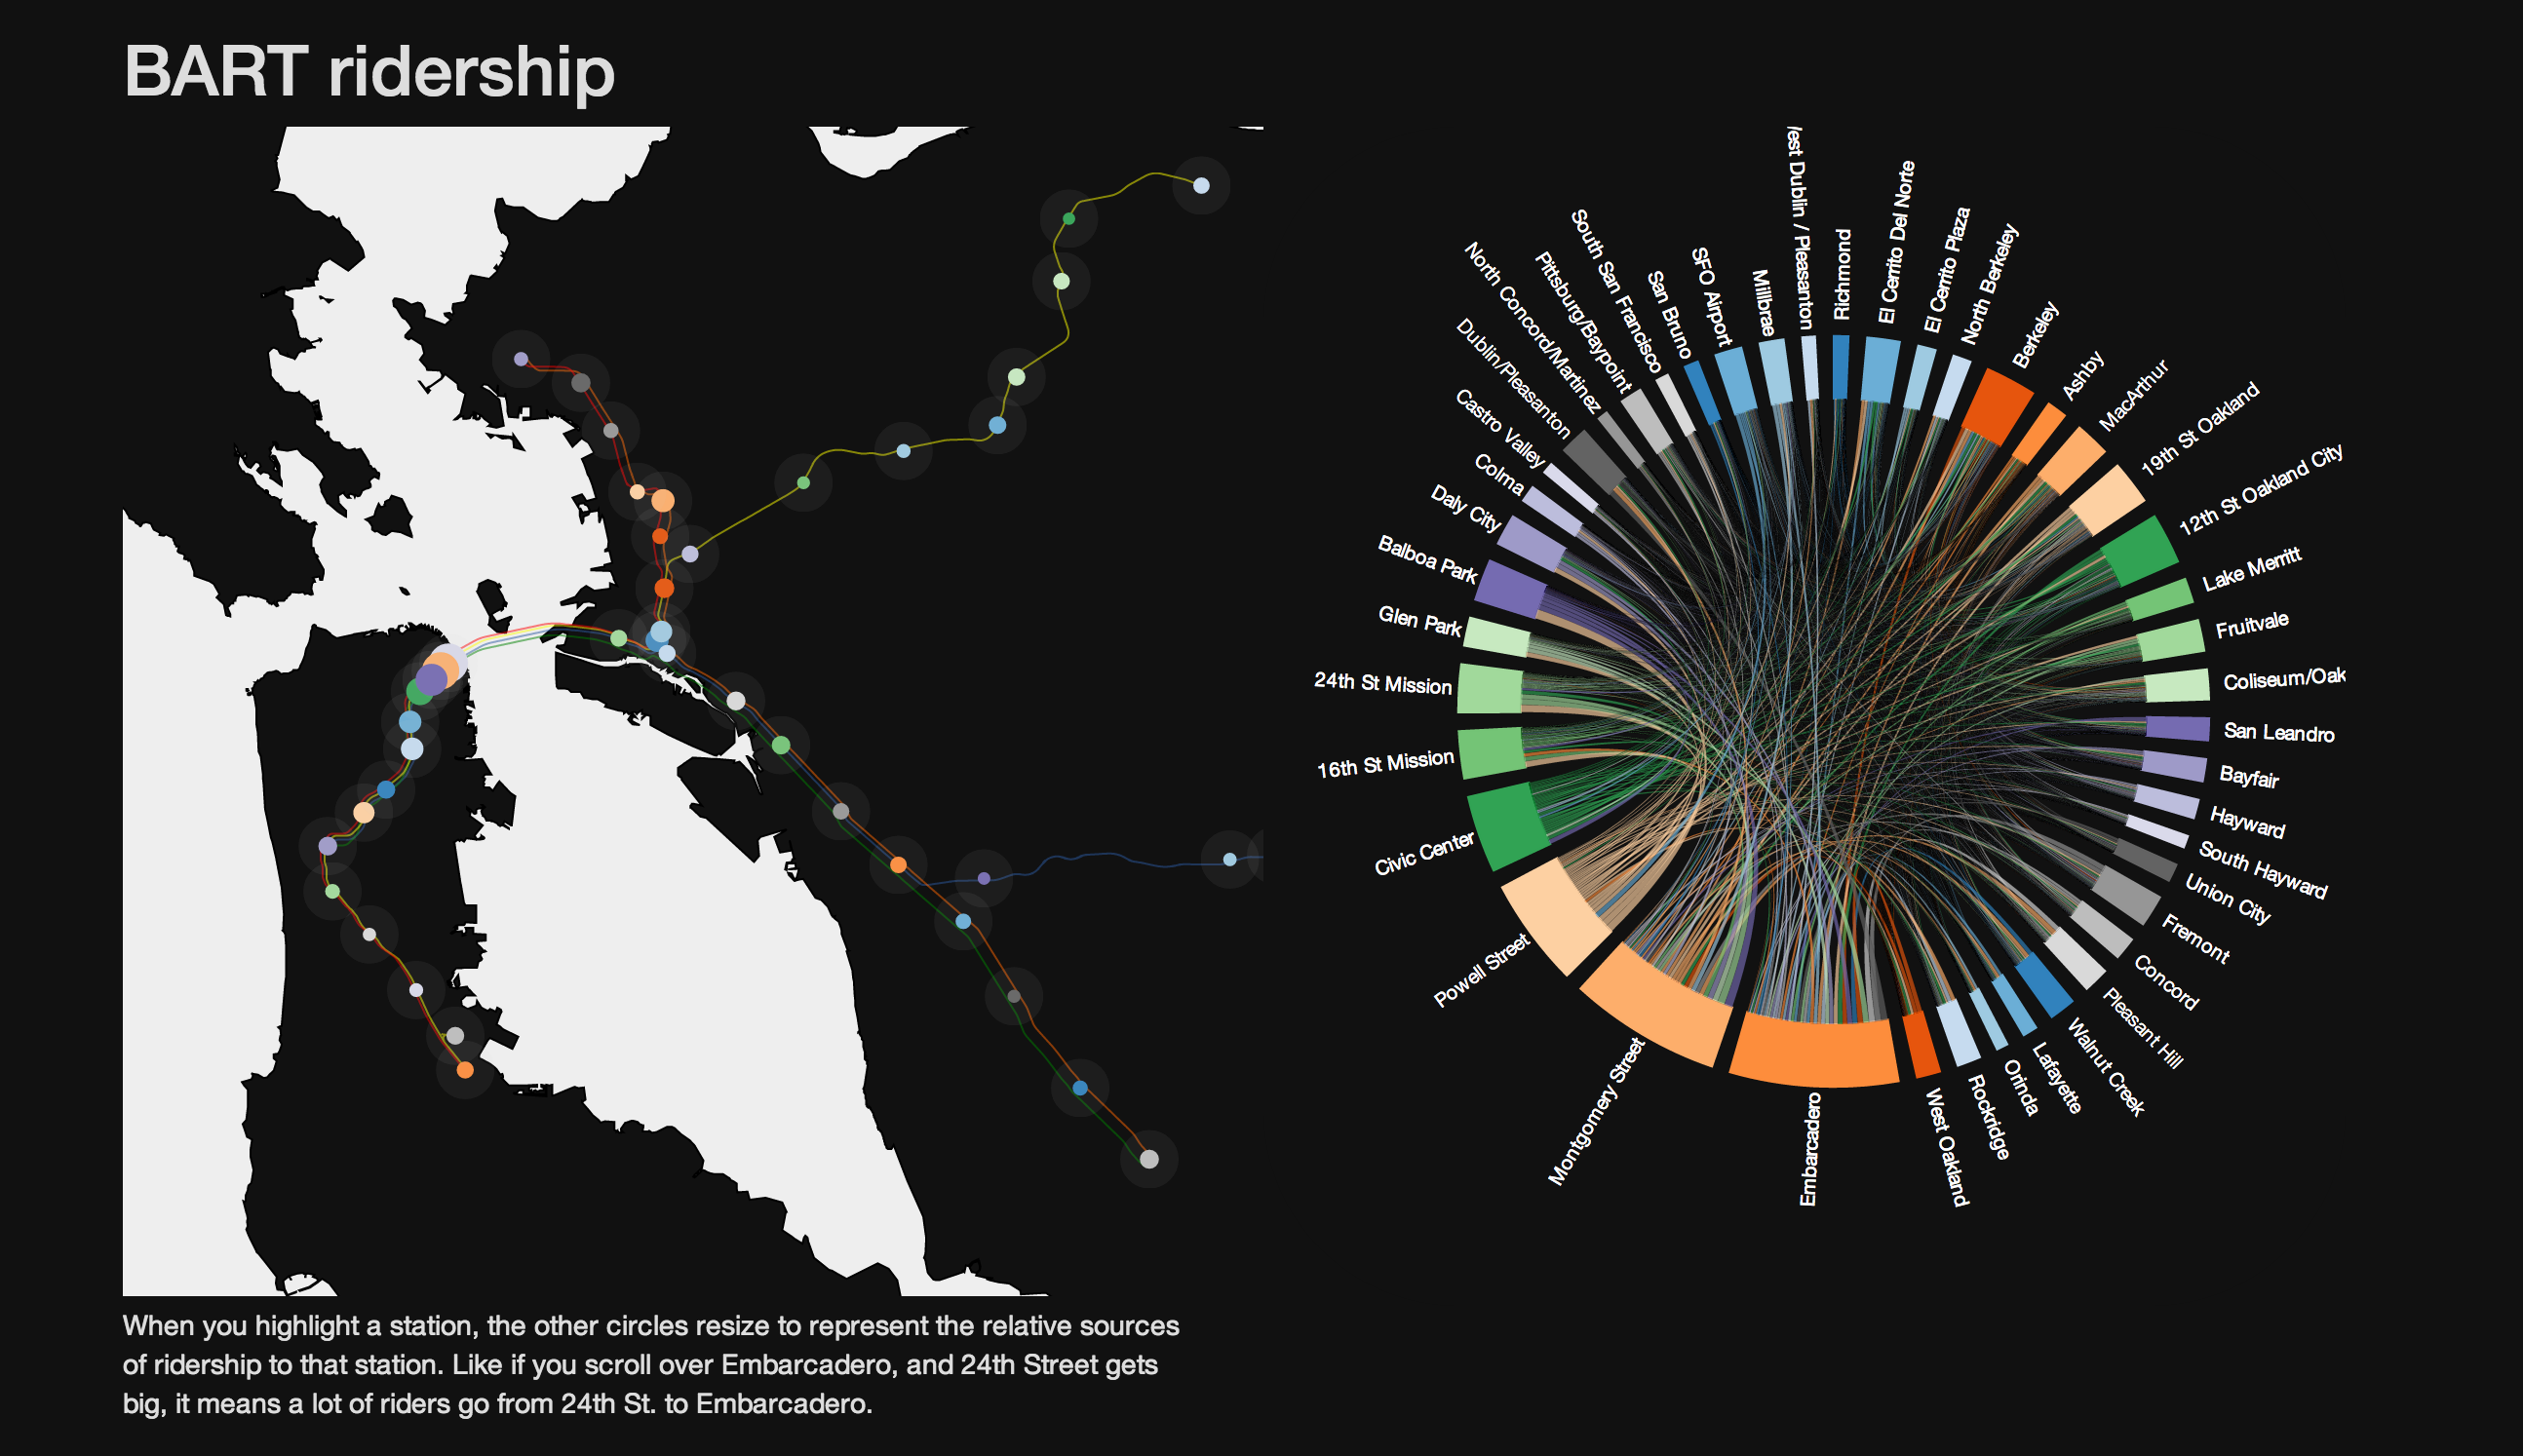 BART ridership
Richmond
El Cerrito Del Norte
El Cerrito Plaza
North Berkeley
Berkeley
Ashby
MacArthur
19th St Oakland
12th St Oakland City
Lake Merritt
Fruitvale
Coliseum/Oak
San Leandro
Bayfair
Hayward
South Hayward
Union City
Fremont
Concord
Pleasant Hill
Walnut Creek
Lafayette
Orinda
Rockridge
West Oakland
Embarcadero
Montgomery Street
Powell Street
Civic Center
16th St Mission
24th St Mission
Glen Park
Balboa Park
Daly City
Colma
Castro Valley
Dublin/Pleasanton
North Concord/Martinez
Pittsburg/Baypoint
South San Francisco
San Bruno
SFO Airport
Millbrae
est Dublin / Pleasanton
When you highlight a station, the other circles resize to represent the relative sources
of ridership to that station. Like if you scroll over Embarcadero, and 24th Street gets
big, it means a lot of riders go from 24th St. to Embarcadero.